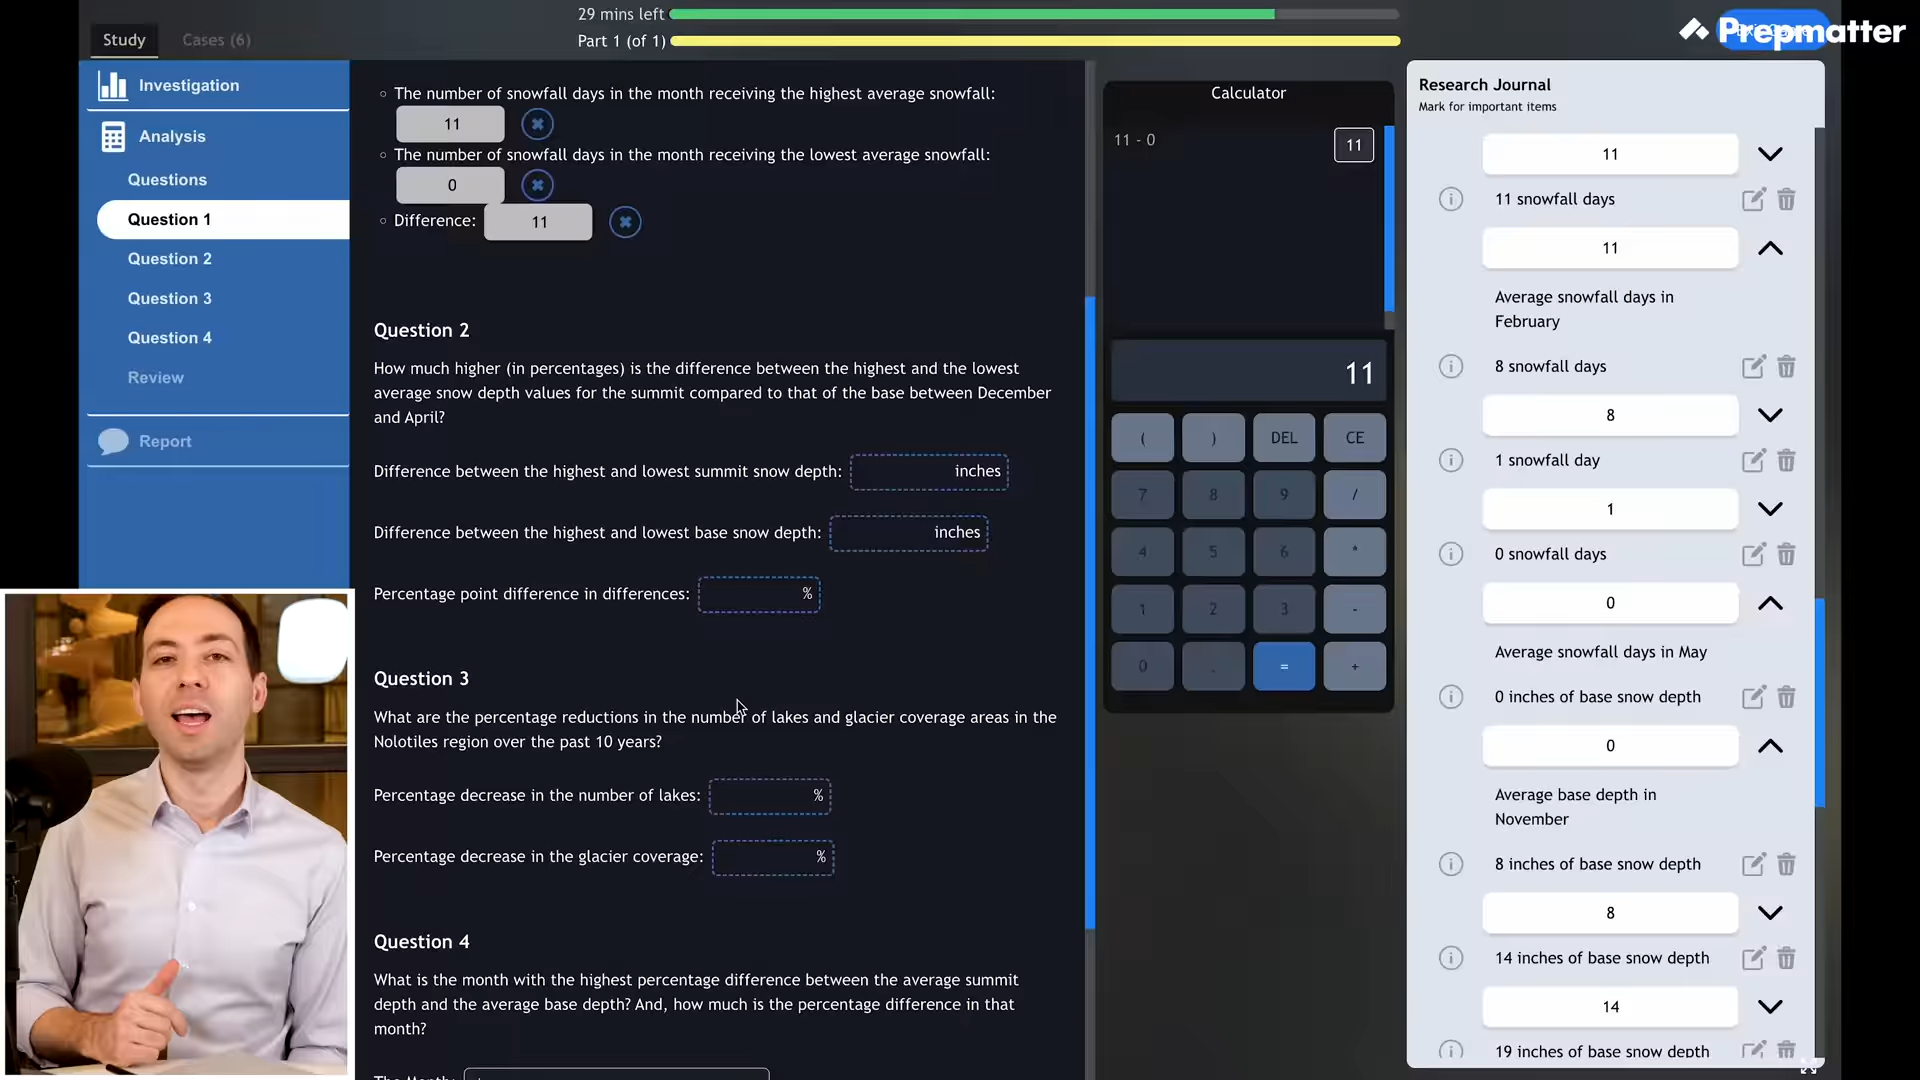 29 mins left
Part 1 (of 1)
Prepmatter
Study
Cases (6)
Investigation
Analysis
Questions
Question 1
Question 2
Question 3
Question 4
Review
Report
The number of snowfall days in the month receiving the highest average snowfall:
11
The number of snowfall days in the month receiving the lowest average snowfall:
0
Difference: 11
Question 2
How much higher (in percentages) is the difference between the highest and the lowest
average snow depth values for the summit compared to that of the base between December
and April?
Difference between the highest and lowest summit snow depth: inches
Difference between the highest and lowest base snow depth: inches
Percentage point difference in differences: %
Question 3
What are the percentage reductions in the number of lakes and glacier coverage areas in the
Nolotiles region over the past 10 years?
Percentage decrease in the number of lakes: %
Percentage decrease in the glacier coverage: %
Question 4
What is the month with the highest percentage difference between the average summit
depth and the average base depth? And, how much is the percentage difference in that
month?
Calculator
11 - 0
11
11
( ) DEL CE
7 8 9 /
4 5 6 *
1 2 3 -
0 . = +
Research Journal
Mark for important items
11
11 snowfall days
11
Average snowfall days in
February
8 snowfall days
8
1 snowfall day
1
0 snowfall days
0
Average snowfall days in May
0 inches of base snow depth
0
Average base depth in
November
8 inches of base snow depth
8
14 inches of base snow depth
14
19 inches of base snow depth